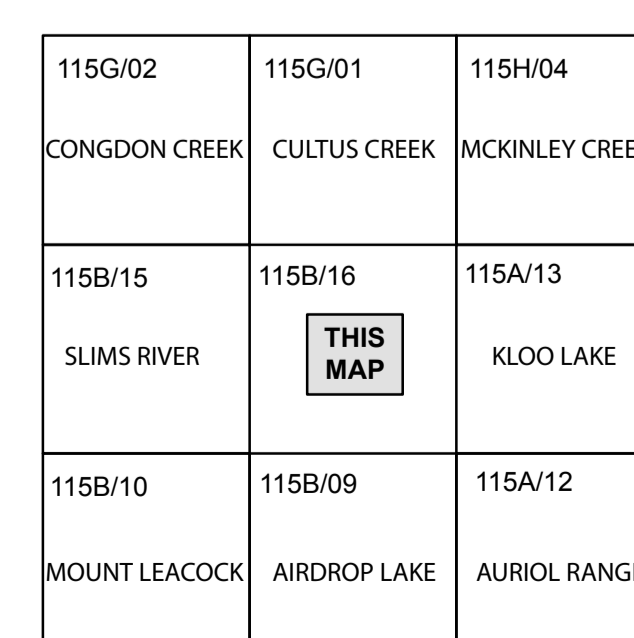 115G/02 115G/01 115H/04
CONGDON CREEK CULTUS CREEK MCKINLEY CREE
115B/15 115B/16 115A/13
SLIMS RIVER THIS MAP KLOO LAKE
115B/10 115B/09 115A/12
MOUNT LEACOCK AIRDROP LAKE AURIOL RANG